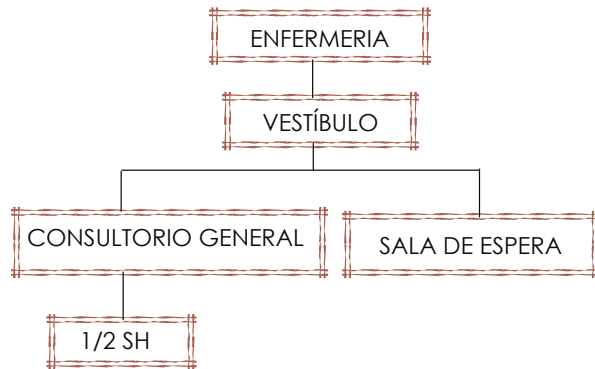 ENFERMERIA
VESTÍBULO
CONSULTORIO GENERAL
SALA DE ESPERA
1/2 SH